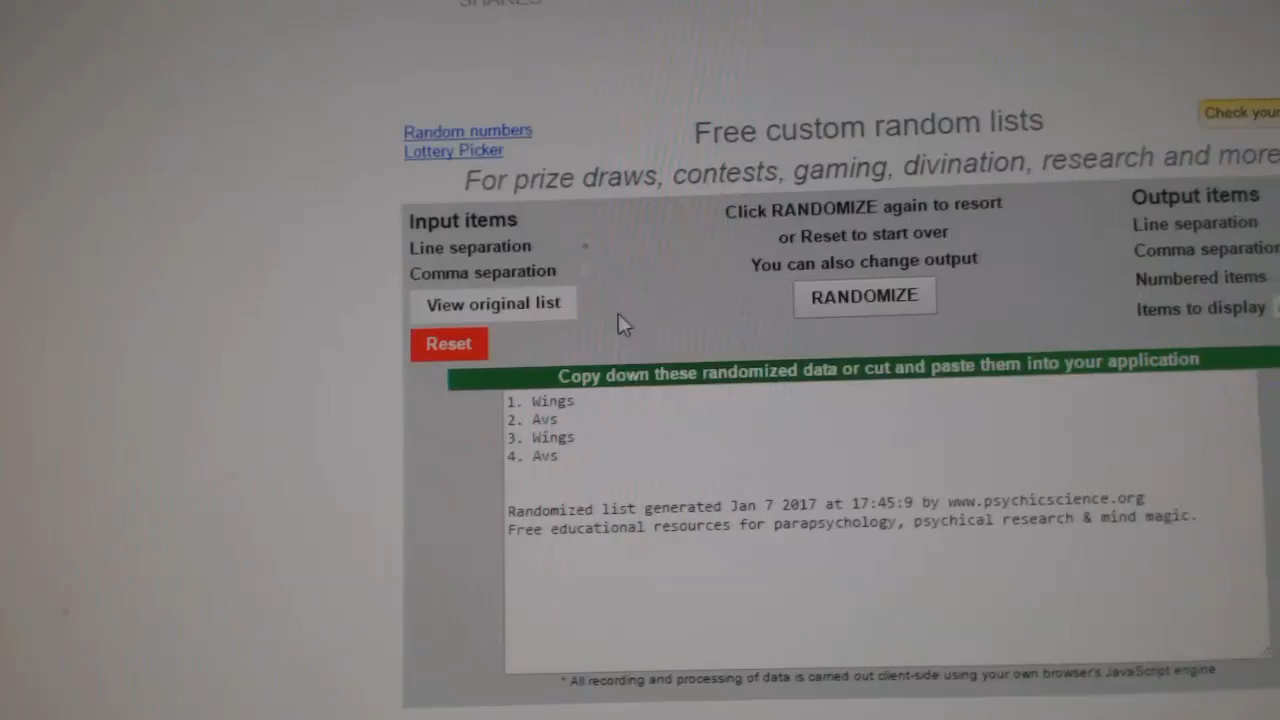 Random numbers
Lottery Picker
Free custom random lists
Check your
For prize draws, contests, gaming, divination, research and more
Input items
Line separation
Comma separation
View original list
Reset
Click RANDOMIZE again to resort
or Reset to start over
You can also change output
RANDOMIZE
Output items
Line separation
Comma separation
Numbered items
Items to display
Copy down these randomized data or cut and paste them into your application
1. Wings
2. Avs
3. Wings
4. Avs
Randomized list generated Jan 7 2017 at 17:45:9 by www.psychicscience.org
Free educational resources for parapsychology, psychical research & mind magic.
* All recording and processing of data is carried out client-side using your own browser's JavaScript engine